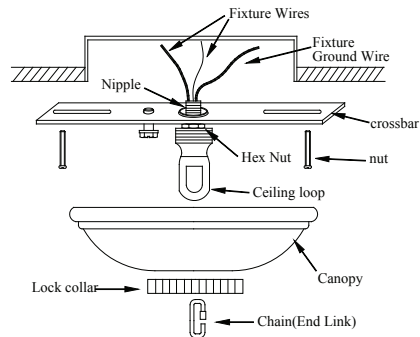 Fixture Wires
Fixture
Ground Wire
Nipple
crossbar
Hex Nut
nut
Ceiling loop
Canopy
Lock collar
Chain(End Link)